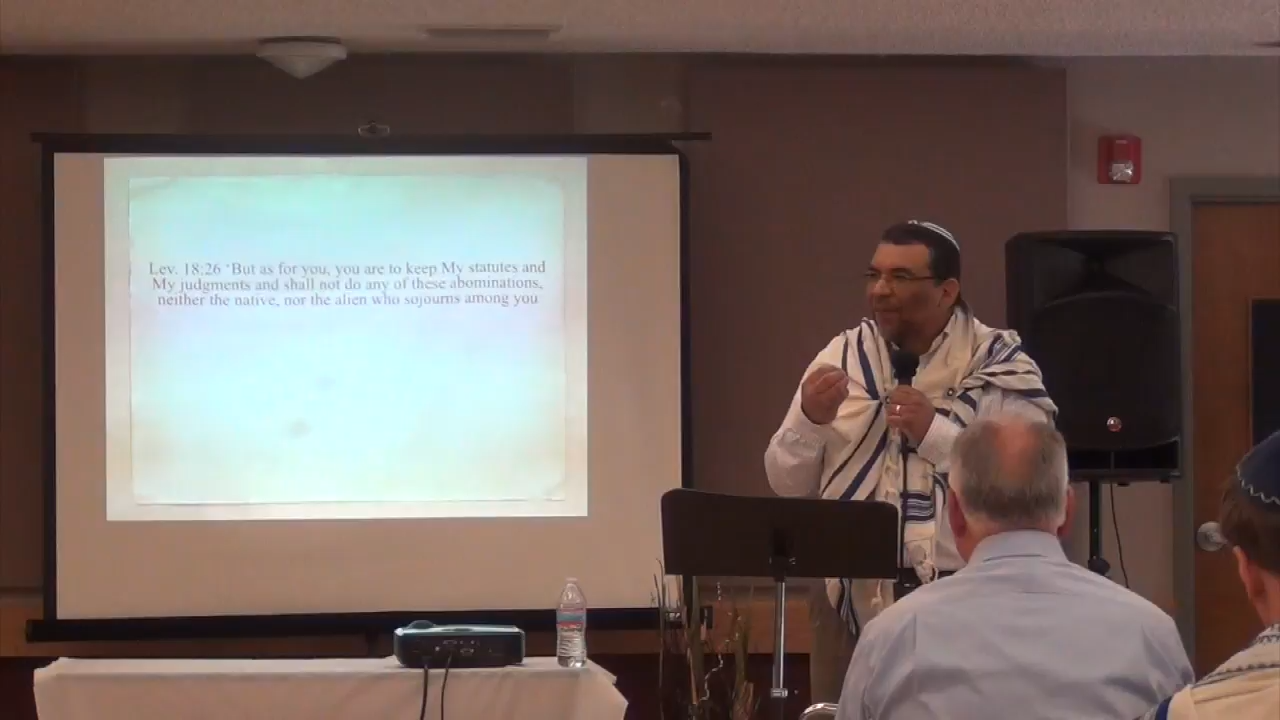 Lev. 18:26 ‘But as for you, you are to keep My statutes and
My judgments and shall not do any of these abominations,
neither the native, nor the alien who sojourns among you